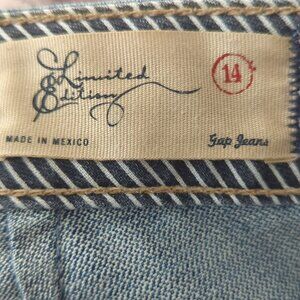 Limited
Edition
14
MADE IN MEXICO
Gap Jeans